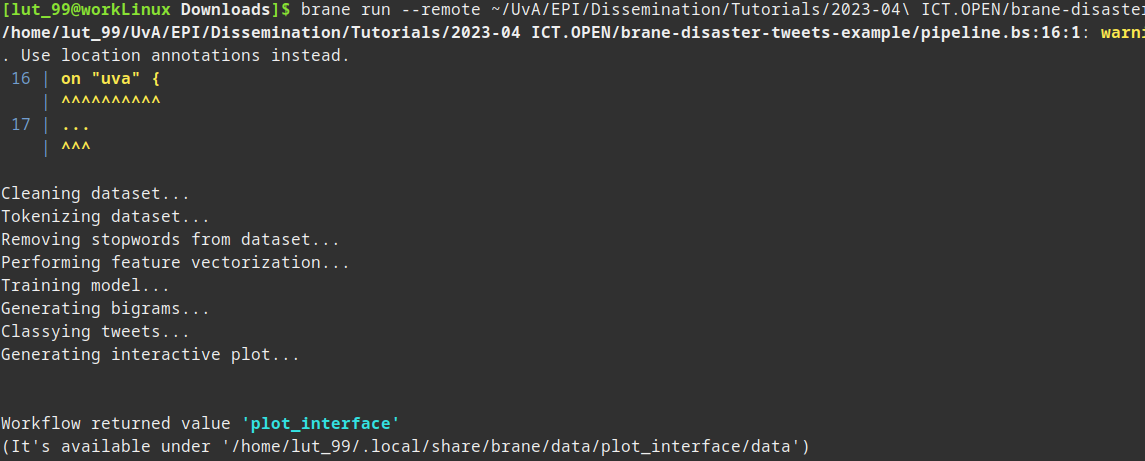 [lut_99@workLinux Downloads]$ brane run --remote ~/UvA/EPI/Dissemination/Tutorials/2023-04\ ICT.OPEN/brane-disaster
/home/lut_99/UvA/EPI/Dissemination/Tutorials/2023-04 ICT.OPEN/brane-disaster-tweets-example/pipeline.bs:16:1: warni
. Use location annotations instead.
16 | on "uva" {
| ^^^^^^^^^^
17 | ...
| ^^^
Cleaning dataset...
Tokenizing dataset...
Removing stopwords from dataset...
Performing feature vectorization...
Training model...
Generating bigrams...
Classying tweets...
Generating interactive plot...
Workflow returned value 'plot_interface'
(It's available under '/home/lut_99/.local/share/brane/data/plot_interface/data')